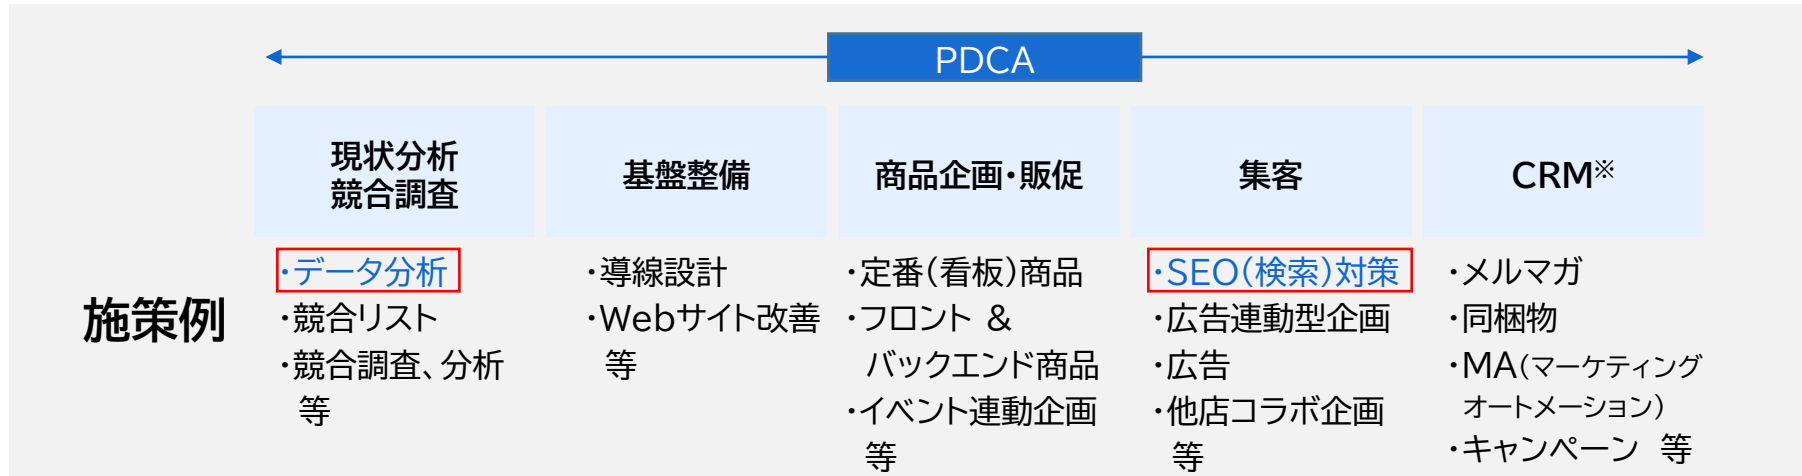 PDCA
現状分析
競合調査
基盤整備
商品企画・販促
集客
CRM※
施策例
・データ分析
・競合リスト
・競合調査、分析
等
・導線設計
・Webサイト改善
等
・定番(看板)商品
・フロント &
バックエンド商品
・イベント連動企画
等
・SEO(検索)対策
・広告連動型企画
・広告
・他店コラボ企画
等
・メルマガ
・同梱物
・MA(マーケティング
オートメーション)
・キャンペーン 等